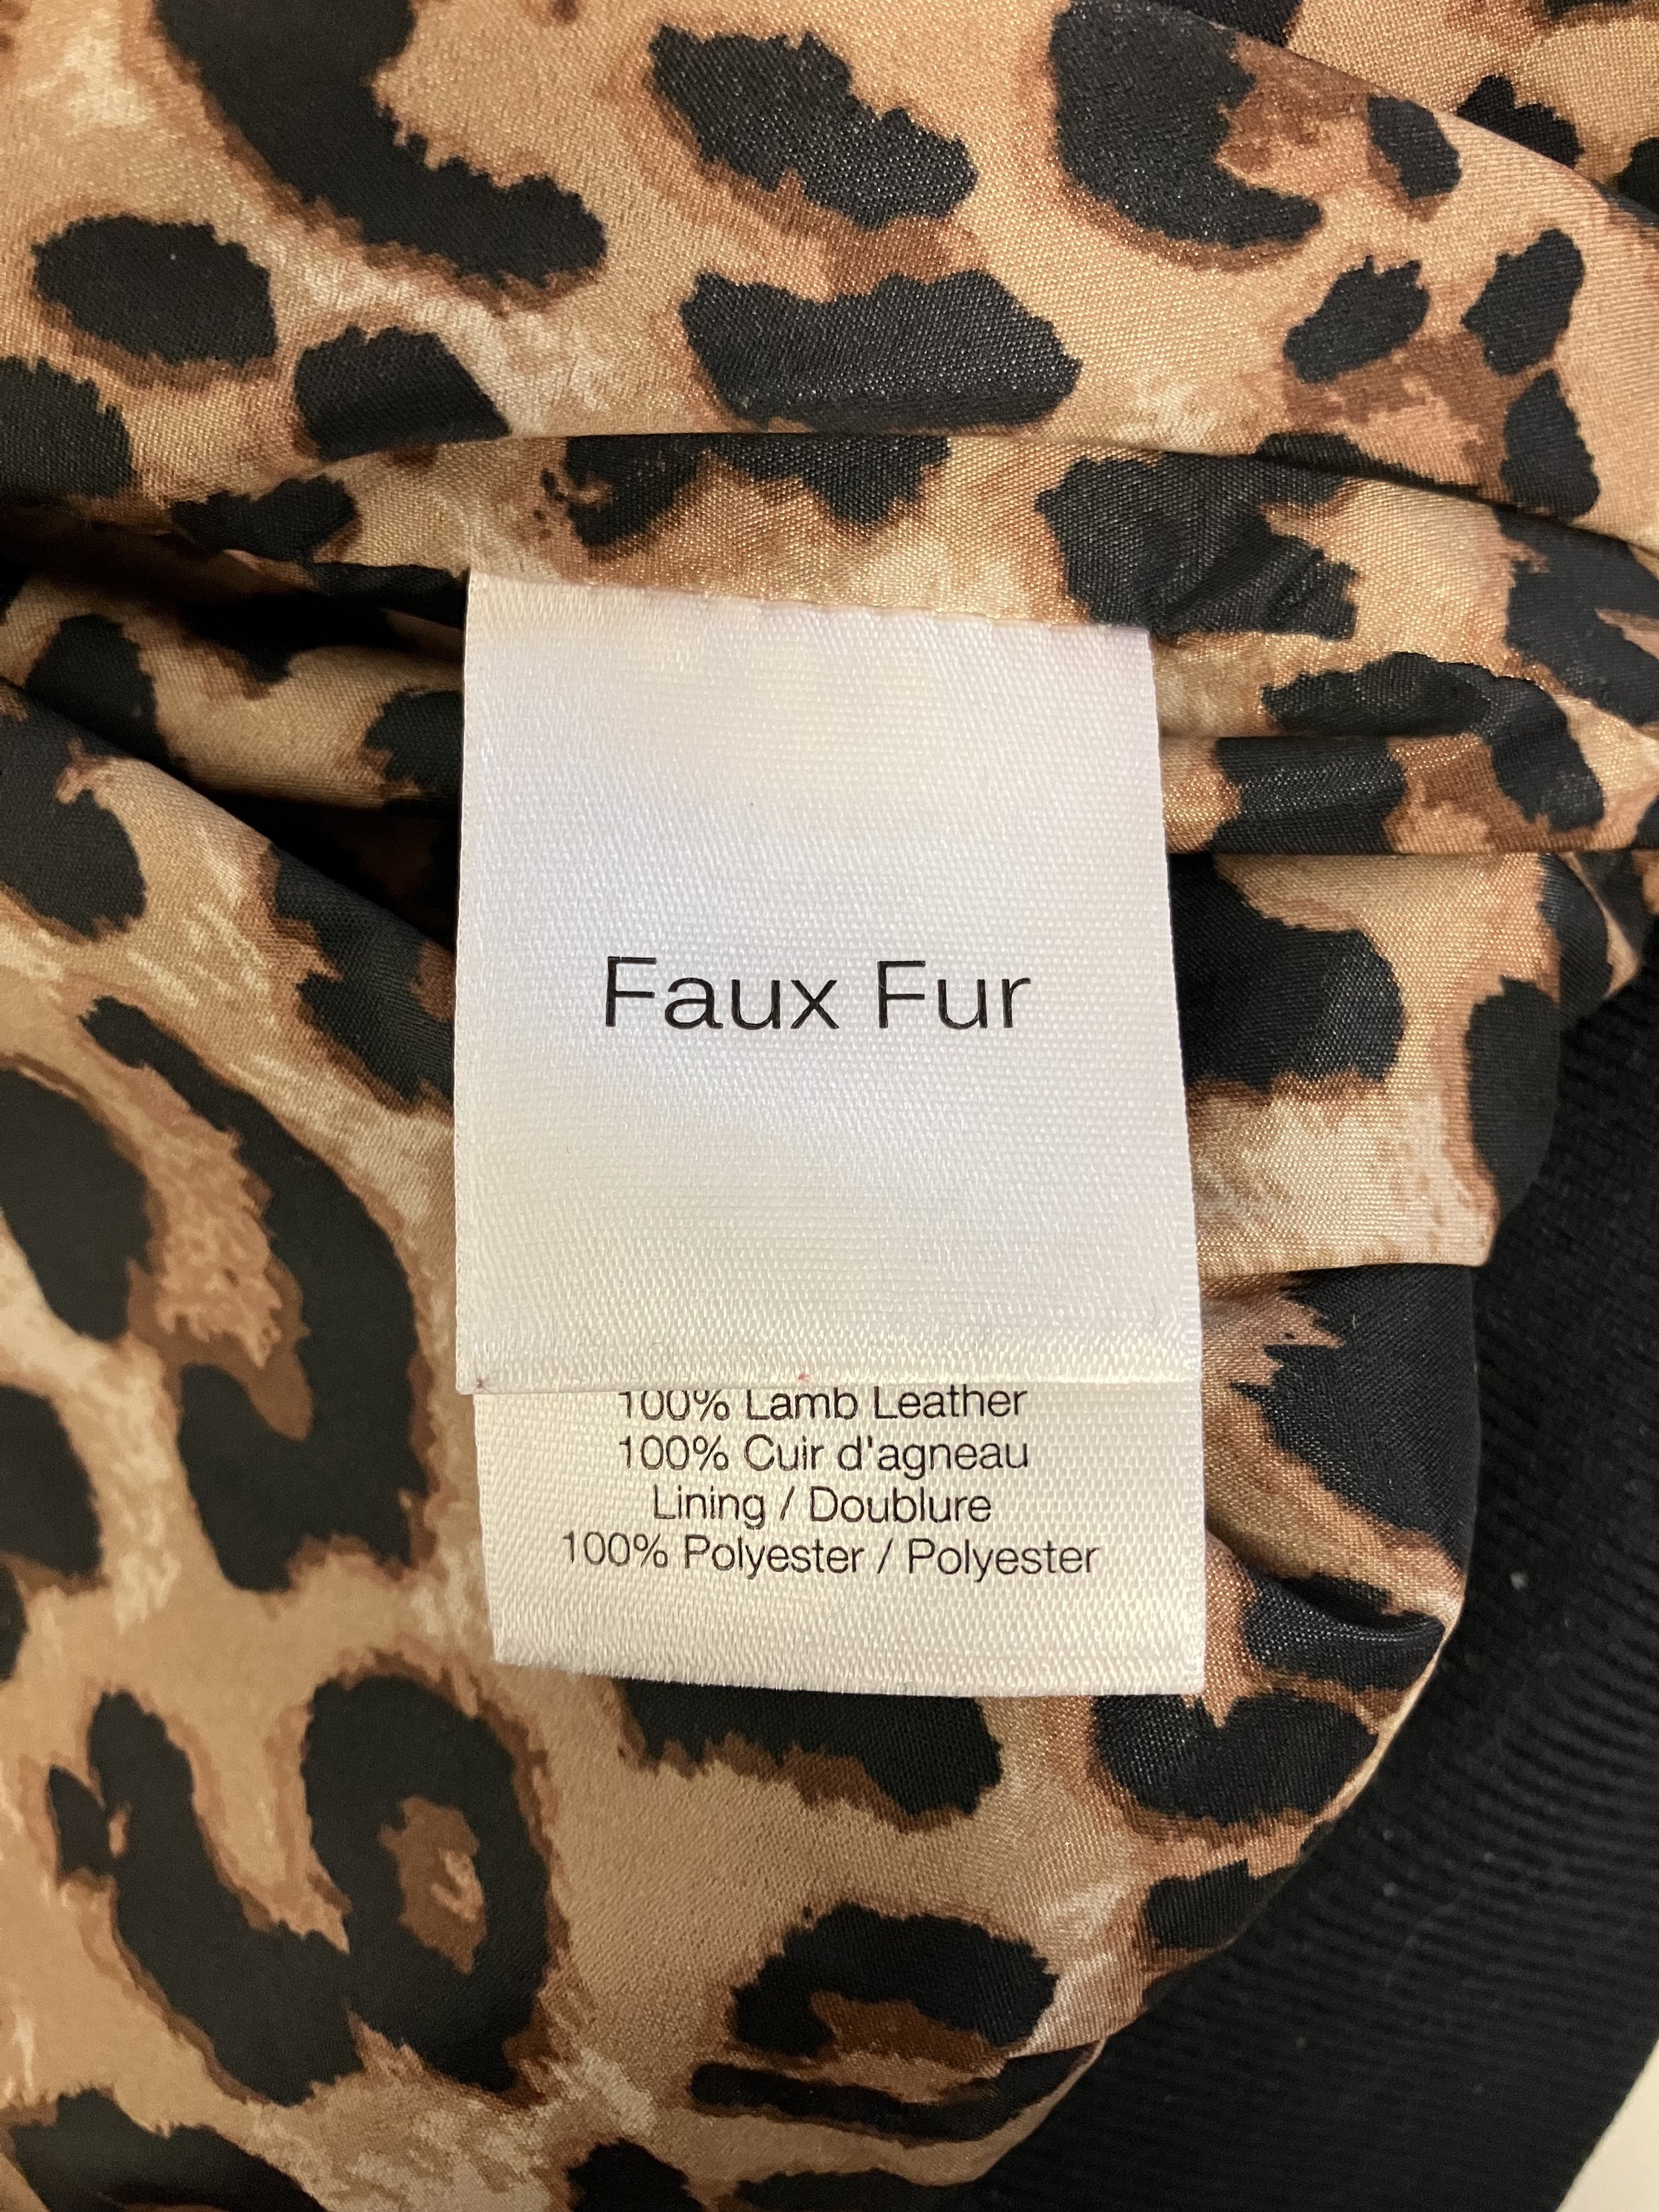 Faux Fur
100% Lamb Leather
100% Cuir d'agneau
Lining / Doublure
100% Polyester / Polyester